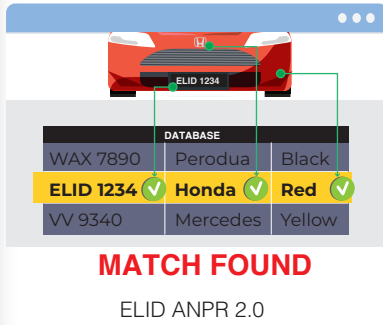 ELID 1234
DATABASE
WAX 7890 Perodua Black
ELID 1234 Honda Red
VV 9340 Mercedes Yellow
MATCH FOUND
ELID ANPR 2.0